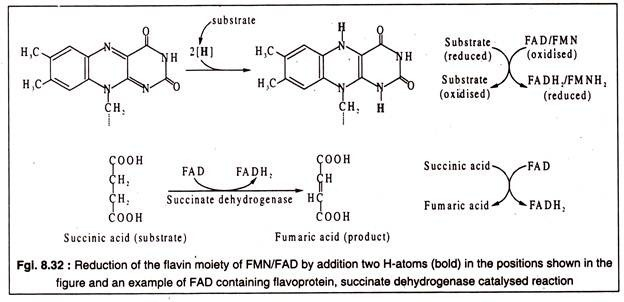 substrate
2[H]
H₃C
H₃C
N
N
N
CH₂
O
NH
O
H₃C
H₃C
H
N
N
N
H
CH₂
O
NH
O
Substrate
(reduced)
FAD/FMN
(oxidised)
Substrate
(oxidised)
FADH₂/FMNH₂
(reduced)
COOH
CH₂
CH₂
COOH
FAD
FADH₂
Succinate dehydrogenase
COOH
CH
HC
COOH
Succinic acid
FAD
Fumaric acid
FADH₂
Succinic acid (substrate)
Fumaric acid (product)
Fgi. 8.32 : Reduction of the flavin moiety of FMN/FAD by addition two H-atoms (bold) in the positions shown in the
figure and an example of FAD containing flavoprotein, succinate dehydrogenase catalysed reaction